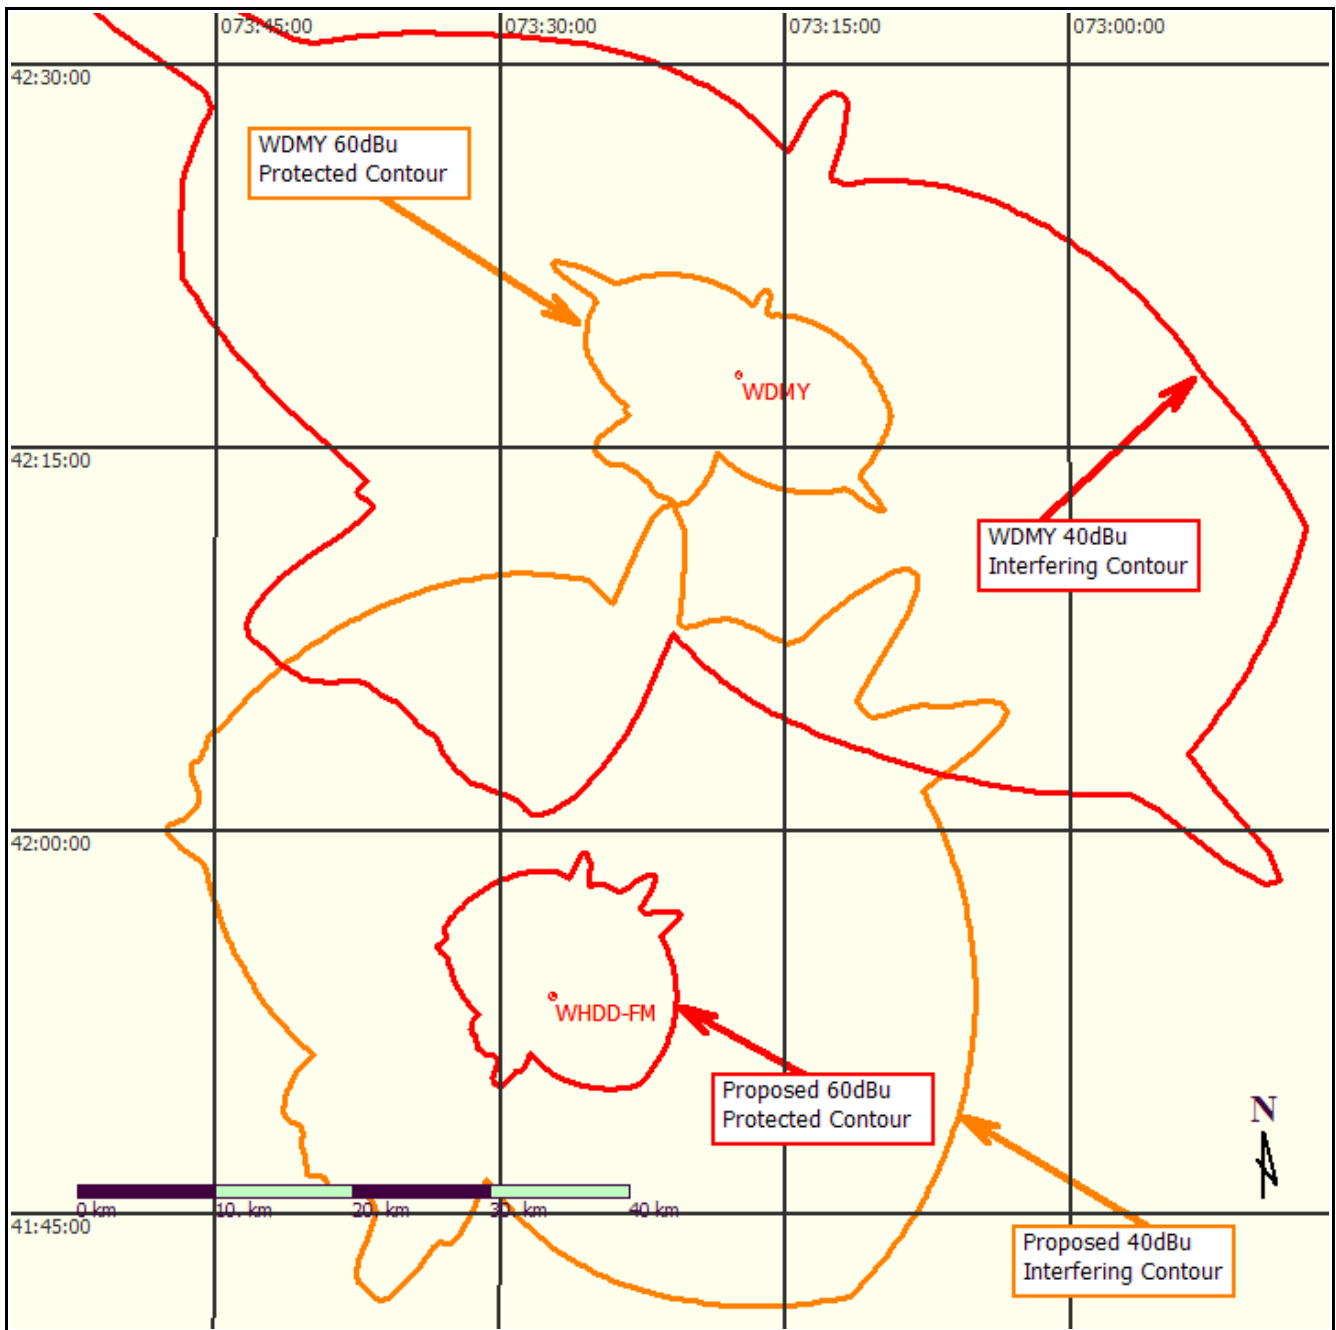 073:45:00
073:30:00
073:15:00
073:00:00
42:30:00
WDMY 60dBu
Protected Contour
WDMY
42:15:00
WDMY 40dBu
Interfering Contour
42:00:00
WHDD-FM
Proposed 60dBu
Protected Contour
N
0 km
10. km
20. km
30. km
40 km
41:45:00
Proposed 40dBu
Interfering Contour